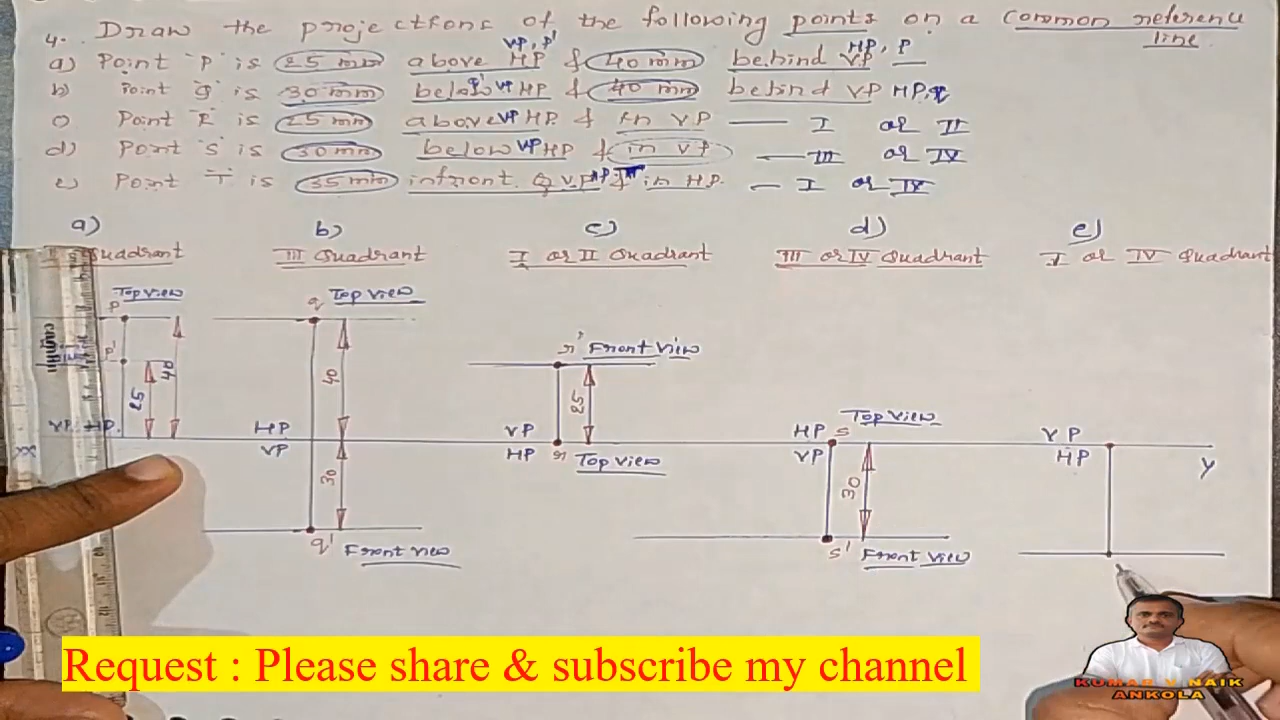 4. Draw the projections of the following points on a common reference line.
VP, P' HP, P
a) Point P is 25 mm above HP & 40 mm behind VP
b) Point Q is 30 mm below HP & 40 mm behind VP HP, q
c) Point R is 25 mm above HP & in VP — I or II
d) Point S is 30 mm below HP & in VP — III or IV
e) Point T is 35 mm infront of VP & in HP. — I or IV
a) b) c) d) e)
Quadrant III Quadrant I or II Quadrant III or IV Quadrant I or IV Quadrant
Top View Top View
P q
P' r' Front View
40 40
25 25
Top View
VP HP. HP VP HP s VP
VP HP r Top View VP HP
Y
30 30
q' Front View s' Front View
Request : Please share & subscribe my channel
KUMAR V NAIK
ANKOLA